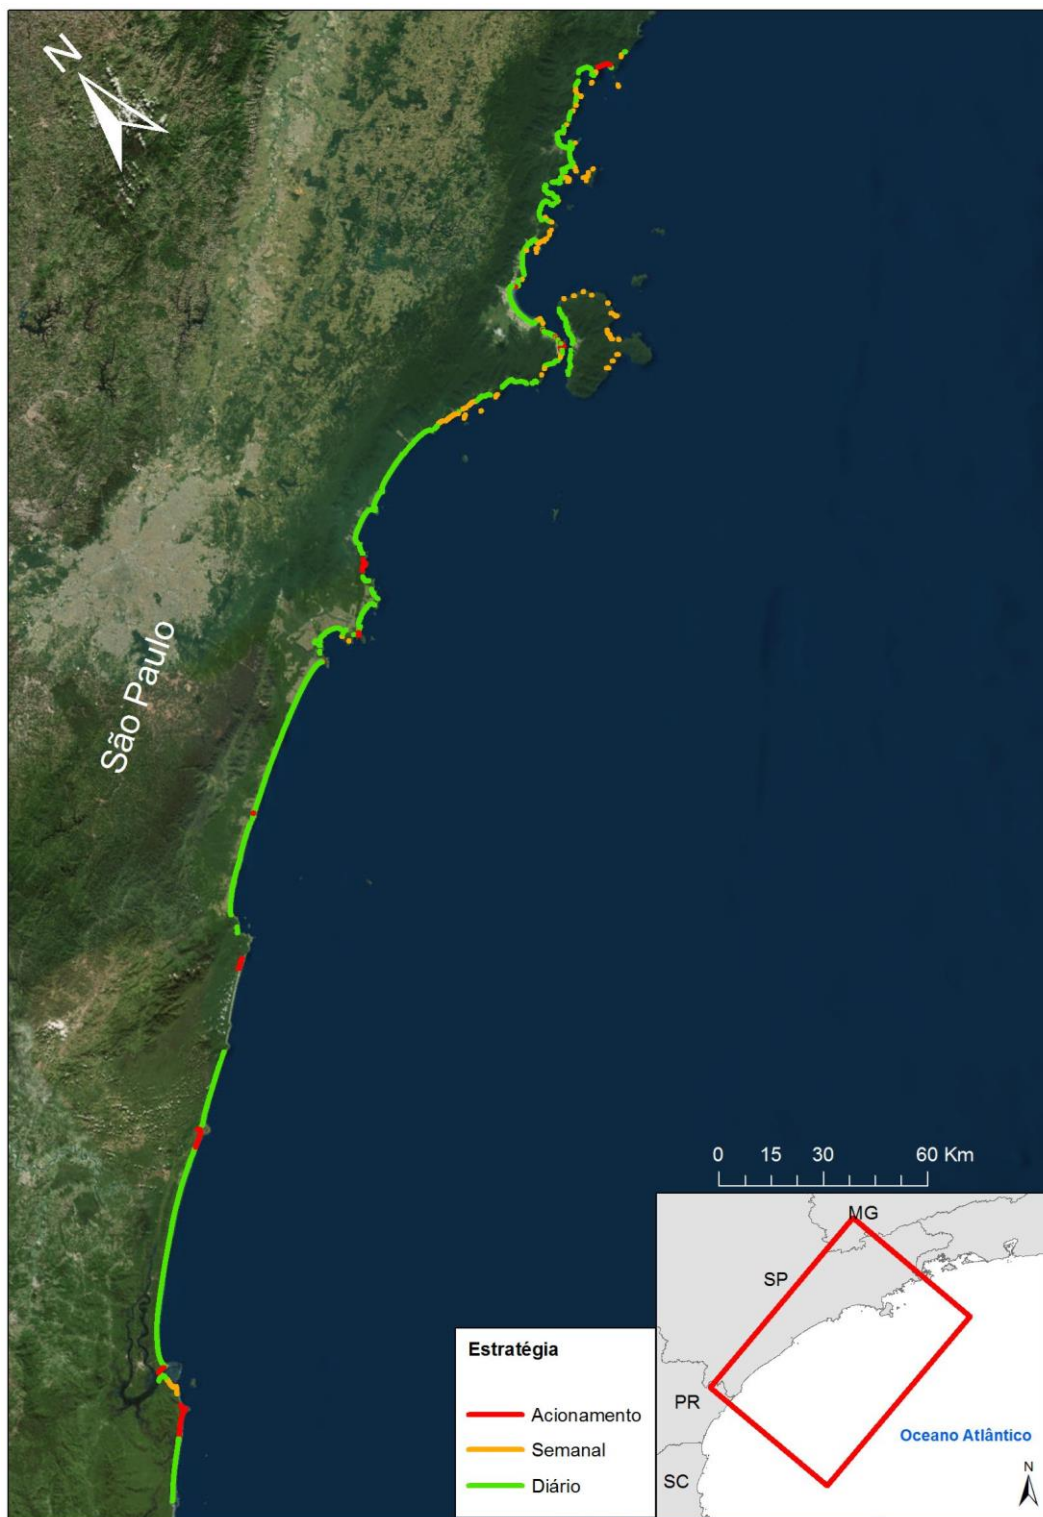 N
São Paulo
0 15 30 60 Km
MG
SP
PR
SC
Oceano Atlântico
N
Estratégia
Acionamento
Semanal
Diário